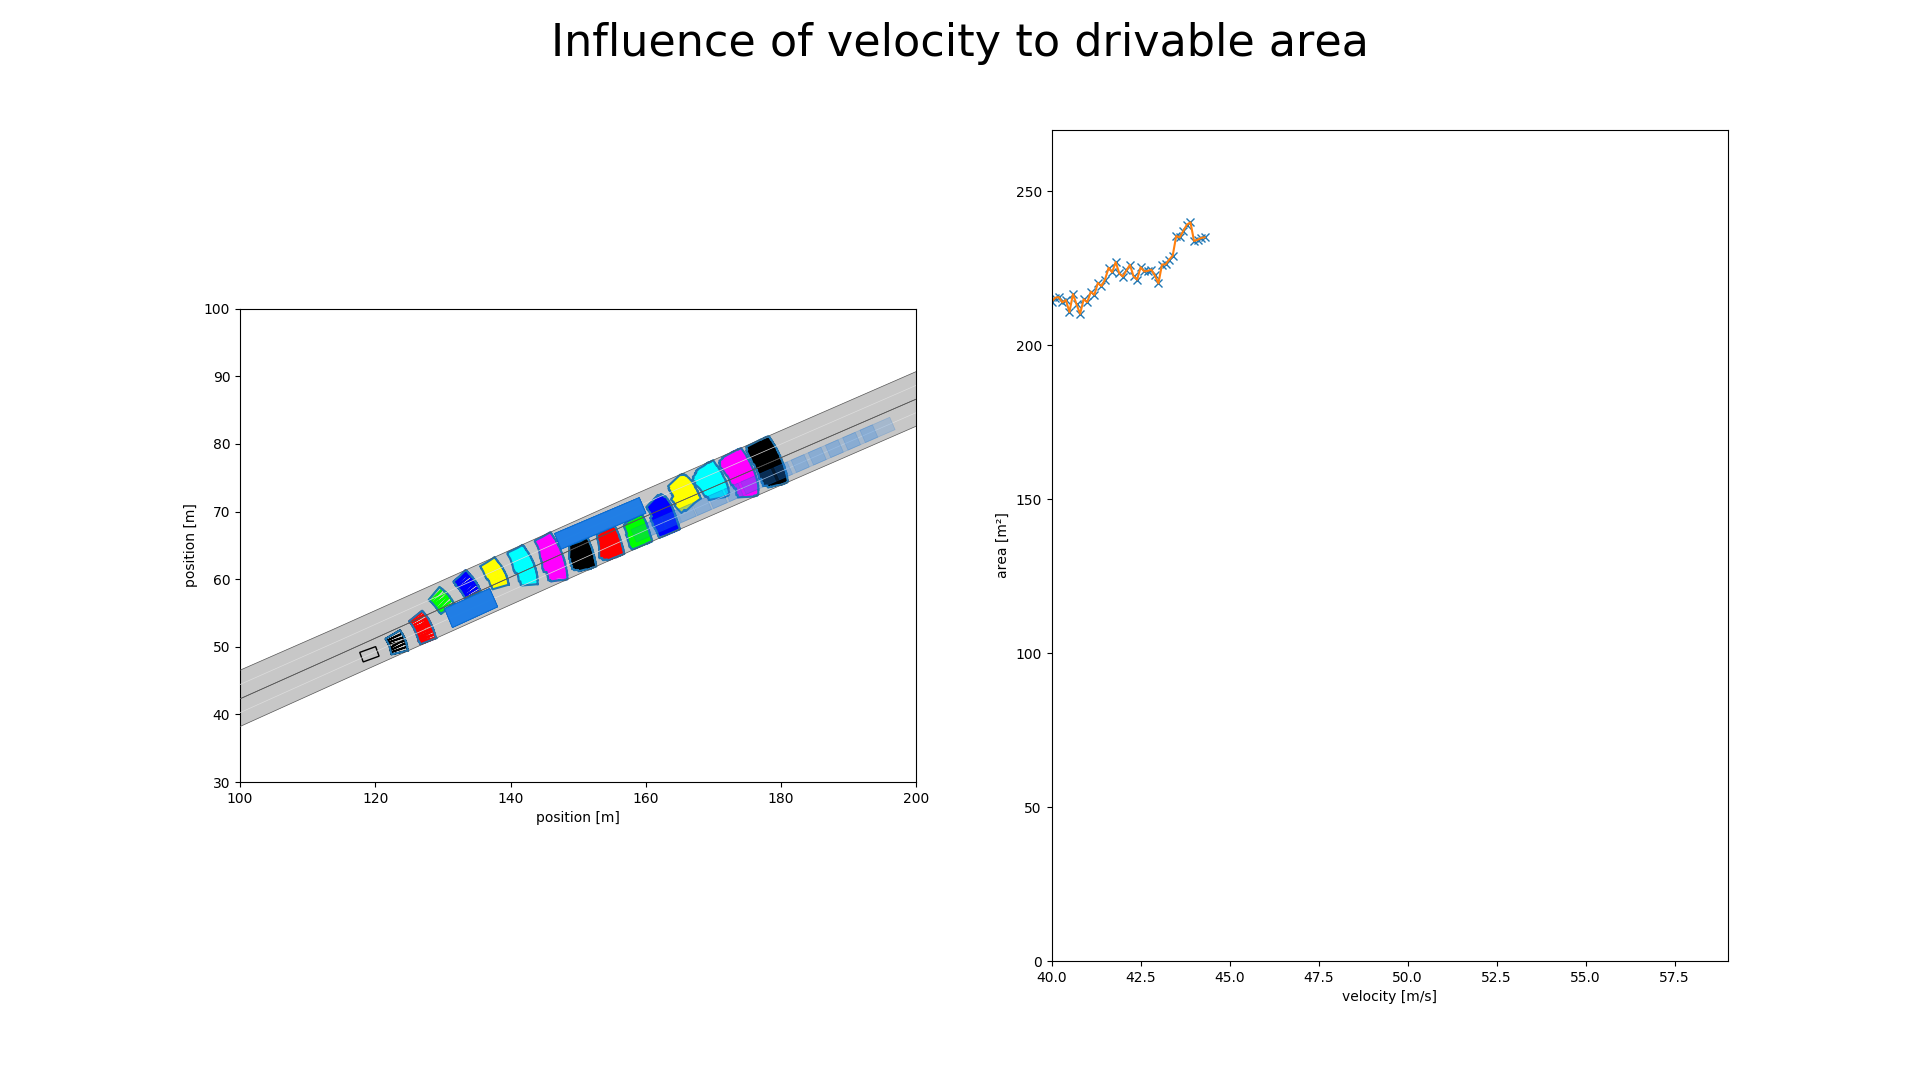 Influence of velocity to drivable area
100
90
80
70
60
50
40
30
position [m]
100 120 140 160 180 200
position [m]
250
200
150
100
50
0
area [m²]
40.0 42.5 45.0 47.5 50.0 52.5 55.0 57.5
velocity [m/s]